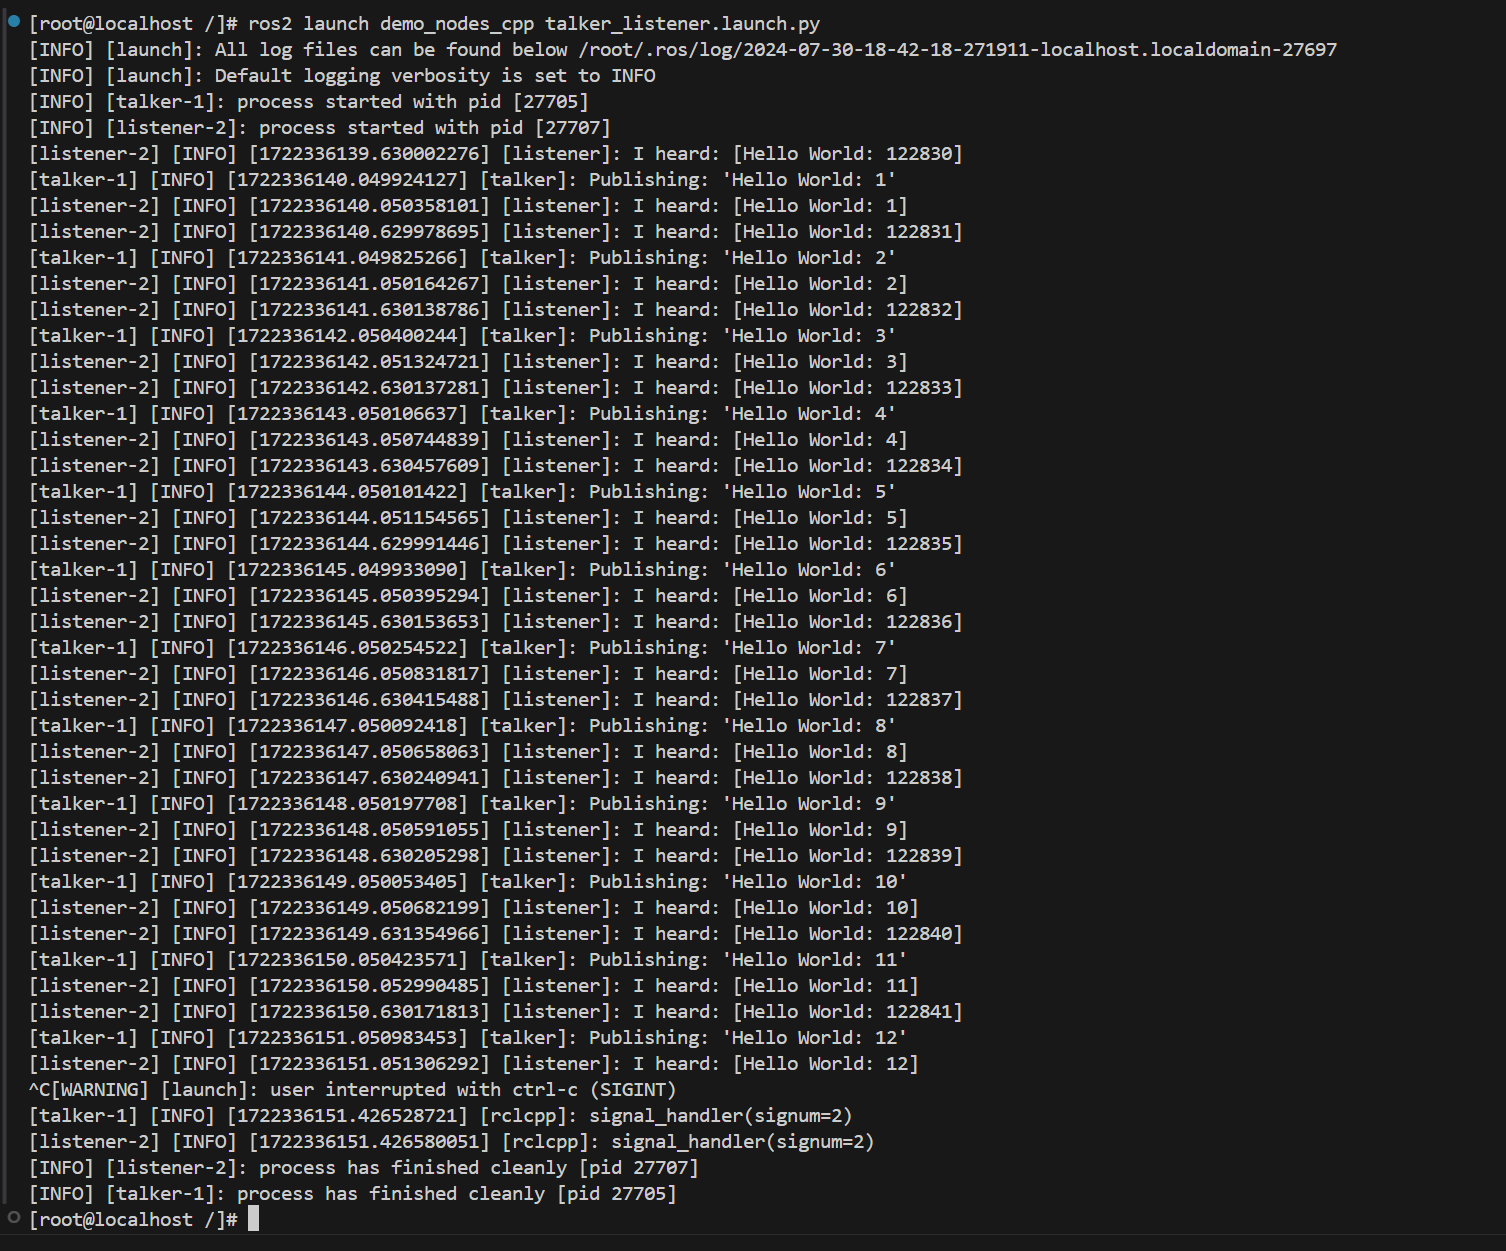 [root@localhost /]# ros2 launch demo_nodes_cpp talker_listener.launch.py
[INFO] [launch]: All log files can be found below /root/.ros/log/2024-07-30-18-42-18-271911-localhost.localdomain-27697
[INFO] [launch]: Default logging verbosity is set to INFO
[INFO] [talker-1]: process started with pid [27705]
[INFO] [listener-2]: process started with pid [27707]
[listener-2] [INFO] [1722336139.630002276] [listener]: I heard: [Hello World: 122830]
[talker-1] [INFO] [1722336140.049924127] [talker]: Publishing: 'Hello World: 1'
[listener-2] [INFO] [1722336140.050358101] [listener]: I heard: [Hello World: 1]
[listener-2] [INFO] [1722336140.629978695] [listener]: I heard: [Hello World: 122831]
[talker-1] [INFO] [1722336141.049825266] [talker]: Publishing: 'Hello World: 2'
[listener-2] [INFO] [1722336141.050164267] [listener]: I heard: [Hello World: 2]
[listener-2] [INFO] [1722336141.630138786] [listener]: I heard: [Hello World: 122832]
[talker-1] [INFO] [1722336142.050400244] [talker]: Publishing: 'Hello World: 3'
[listener-2] [INFO] [1722336142.051324721] [listener]: I heard: [Hello World: 3]
[listener-2] [INFO] [1722336142.630137281] [listener]: I heard: [Hello World: 122833]
[talker-1] [INFO] [1722336143.050106637] [talker]: Publishing: 'Hello World: 4'
[listener-2] [INFO] [1722336143.050744839] [listener]: I heard: [Hello World: 4]
[listener-2] [INFO] [1722336143.630457609] [listener]: I heard: [Hello World: 122834]
[talker-1] [INFO] [1722336144.050101422] [talker]: Publishing: 'Hello World: 5'
[listener-2] [INFO] [1722336144.051154565] [listener]: I heard: [Hello World: 5]
[listener-2] [INFO] [1722336144.629991446] [listener]: I heard: [Hello World: 122835]
[talker-1] [INFO] [1722336145.049933090] [talker]: Publishing: 'Hello World: 6'
[listener-2] [INFO] [1722336145.050395294] [listener]: I heard: [Hello World: 6]
[listener-2] [INFO] [1722336145.630153653] [listener]: I heard: [Hello World: 122836]
[talker-1] [INFO] [1722336146.050254522] [talker]: Publishing: 'Hello World: 7'
[listener-2] [INFO] [1722336146.050831817] [listener]: I heard: [Hello World: 7]
[listener-2] [INFO] [1722336146.630415488] [listener]: I heard: [Hello World: 122837]
[talker-1] [INFO] [1722336147.050092418] [talker]: Publishing: 'Hello World: 8'
[listener-2] [INFO] [1722336147.050658063] [listener]: I heard: [Hello World: 8]
[listener-2] [INFO] [1722336147.630240941] [listener]: I heard: [Hello World: 122838]
[talker-1] [INFO] [1722336148.050197708] [talker]: Publishing: 'Hello World: 9'
[listener-2] [INFO] [1722336148.050591055] [listener]: I heard: [Hello World: 9]
[listener-2] [INFO] [1722336148.630205298] [listener]: I heard: [Hello World: 122839]
[talker-1] [INFO] [1722336149.050053405] [talker]: Publishing: 'Hello World: 10'
[listener-2] [INFO] [1722336149.050682199] [listener]: I heard: [Hello World: 10]
[listener-2] [INFO] [1722336149.631354966] [listener]: I heard: [Hello World: 122840]
[talker-1] [INFO] [1722336150.050423571] [talker]: Publishing: 'Hello World: 11'
[listener-2] [INFO] [1722336150.052990485] [listener]: I heard: [Hello World: 11]
[listener-2] [INFO] [1722336150.630171813] [listener]: I heard: [Hello World: 122841]
[talker-1] [INFO] [1722336151.050983453] [talker]: Publishing: 'Hello World: 12'
[listener-2] [INFO] [1722336151.051306292] [listener]: I heard: [Hello World: 12]
^C[WARNING] [launch]: user interrupted with ctrl-c (SIGINT)
[talker-1] [INFO] [1722336151.426528721] [rclcpp]: signal_handler(signum=2)
[listener-2] [INFO] [1722336151.426580051] [rclcpp]: signal_handler(signum=2)
[INFO] [listener-2]: process has finished cleanly [pid 27707]
[INFO] [talker-1]: process has finished cleanly [pid 27705]
[root@localhost /]#